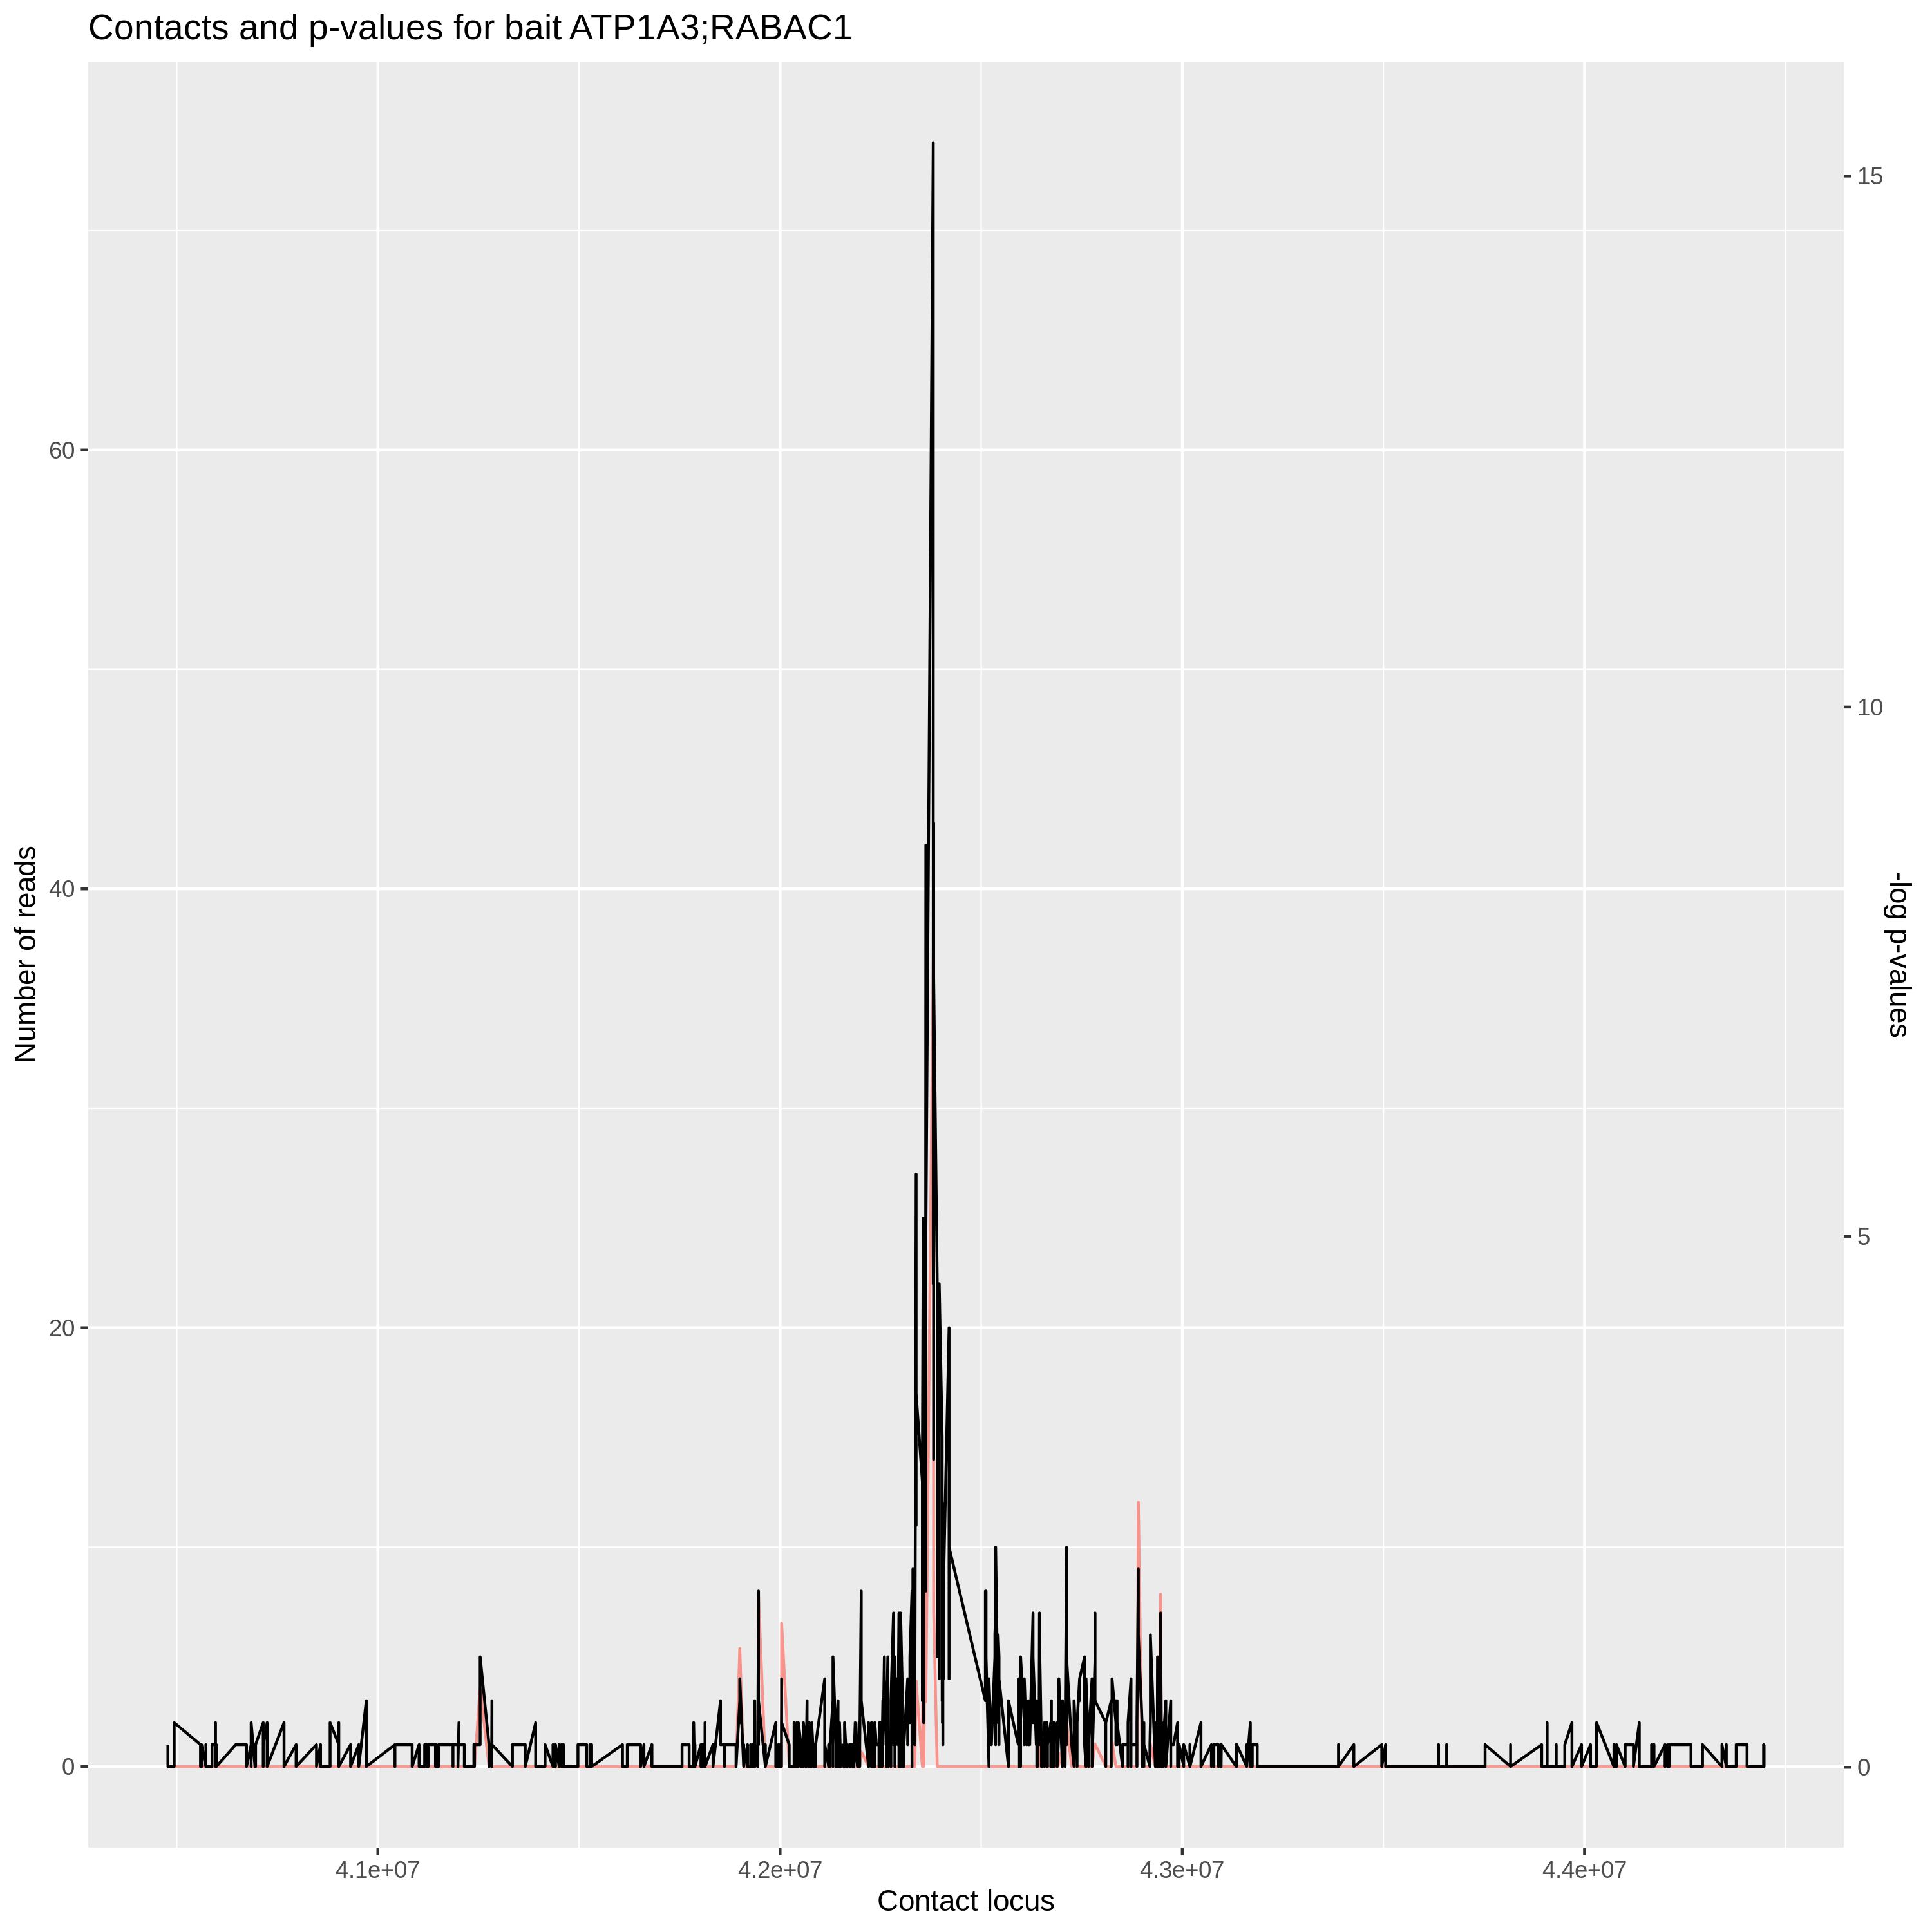 Contacts and p-values for bait ATP1A3;RABAC1
15
60
10
40
Number of reads
-log p-values
5
20
0
0
4.1e+07
4.2e+07
4.3e+07
4.4e+07
Contact locus